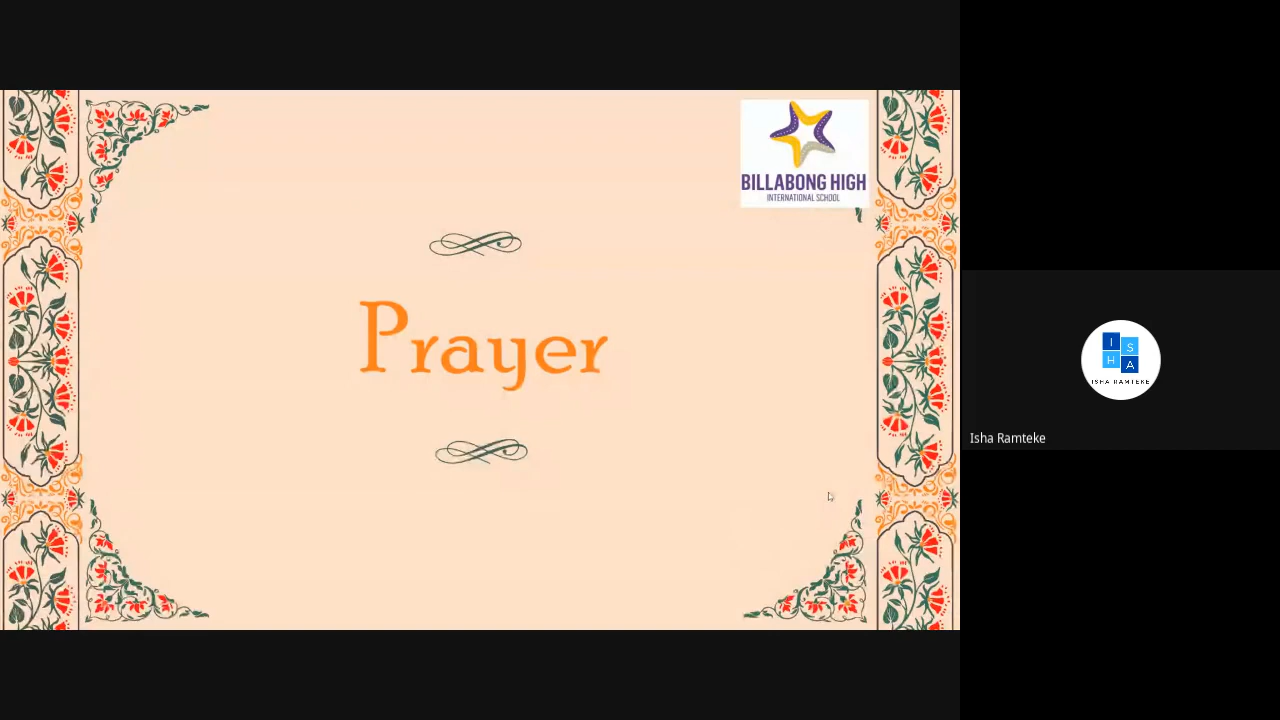 BILLABONG HIGH
INTERNATIONAL SCHOOL
Prayer
I S
H A
ISHA RAMTEKE
Isha Ramteke